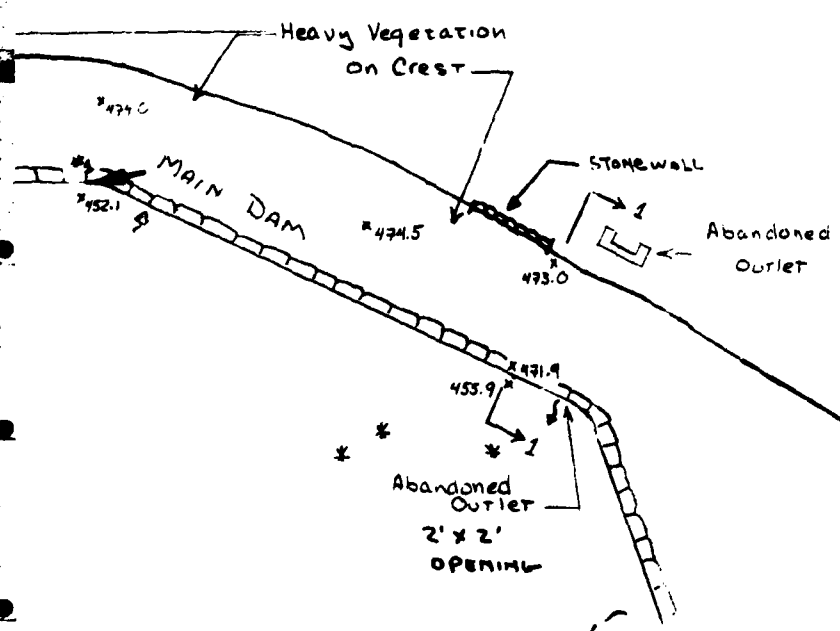 Heavy Vegetation
on Crest
474.0
STONEWALL
MAIN DAM
452.1
1
474.5
Abandoned
Outlet
473.0
471.9
453.9
1
Abandoned
Outlet
2' x 2'
OPENING